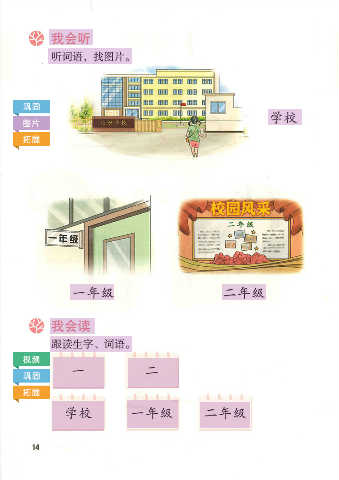 我会听
听词语，找图片。
巩固
图片
拓展
学校
一年级
校园风采
二年级
一年级
二年级
我会读
跟读生字、词语。
视频
巩固
拓展
一
二
学校
一年级
二年级
14